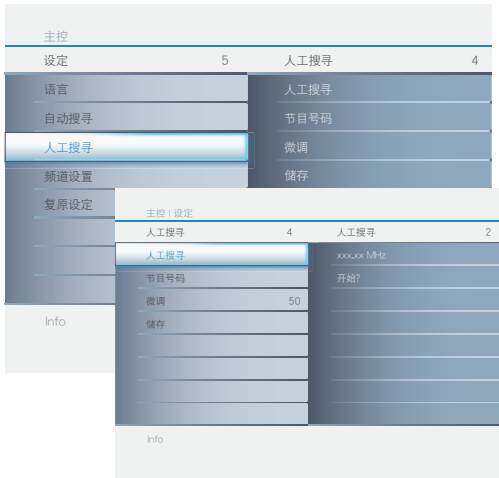 主控
设定 5 人工搜寻 4
语言 人工搜寻
自动搜寻 节目号码
人工搜寻 微调
频道设置 储存
复原设定
Info
主控 | 设定
人工搜寻 4 人工搜寻 2
人工搜寻 xxx.xx MHz
节目号码 开始?
微调 50
储存
Info